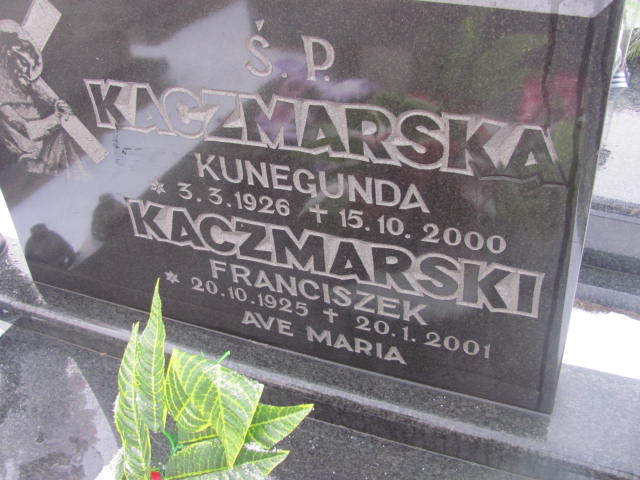 Ś. P.
KACZMARSKA
KUNEGUNDA
* 3.3.1926 + 15.10.2000
KACZMARSKI
FRANCISZEK
* 20.10.1925 + 20.1.2001
AVE MARIA